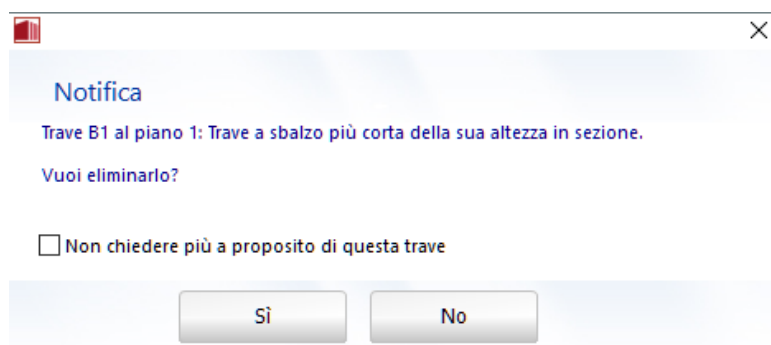 Notifica
Trave B1 al piano 1: Trave a sbalzo più corta della sua altezza in sezione.
Vuoi eliminarlo?
Non chiedere più a proposito di questa trave
Sì No